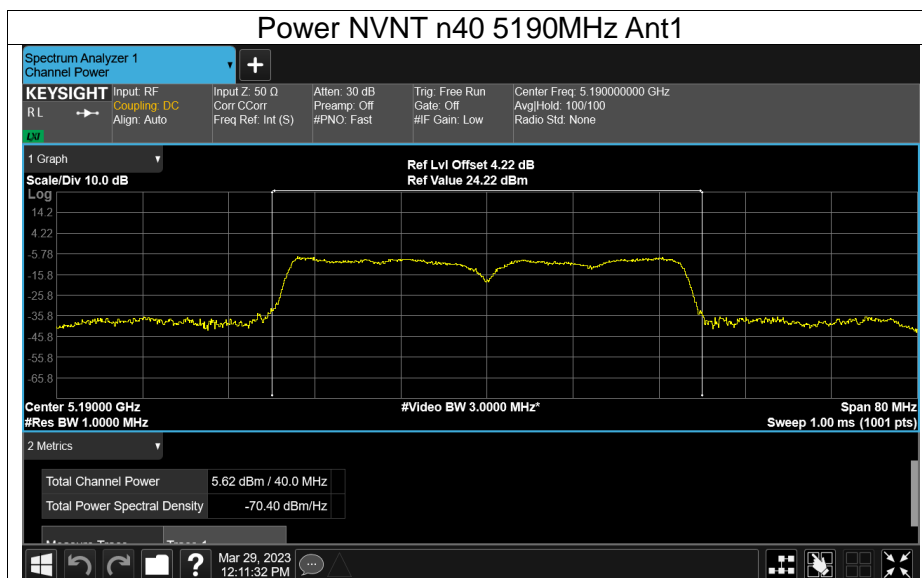 Power NVNT n40 5190MHz Ant1
Spectrum Analyzer 1
Channel Power
KEYSIGHT
R L
LXI
Input: RF
Coupling: DC
Align: Auto
Input Z: 50 Ω
Corr CCorr
Freq Ref: Int (S)
Atten: 30 dB
Preamp: Off
#PNO: Fast
Trig: Free Run
Gate: Off
#IF Gain: Low
Center Freq: 5.190000000 GHz
Avg|Hold: 100/100
Radio Std: None
1 Graph
Scale/Div 10.0 dB
Ref Lvl Offset 4.22 dB
Ref Value 24.22 dBm
Log
14.2
4.22
-5.78
-15.8
-25.8
-35.8
-45.8
-55.8
-65.8
Center 5.19000 GHz
#Res BW 1.0000 MHz
#Video BW 3.0000 MHz*
Span 80 MHz
Sweep 1.00 ms (1001 pts)
2 Metrics
Total Channel Power 5.62 dBm / 40.0 MHz
Total Power Spectral Density -70.40 dBm/Hz
?
Mar 29, 2023
12:11:32 PM